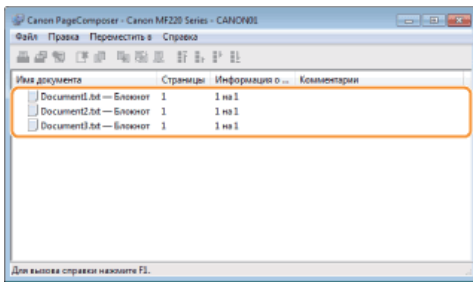 Canon PageComposer - Canon MF220 Series - CANON01
Файл Правка Переместить в Справка
Имя документа Страницы Информация о ... Комментарии
Document1.txt — Блокнот 1 1 на 1
Document2.txt — Блокнот 1 1 на 1
Document3.txt — Блокнот 1 1 на 1
Для вызова справки нажмите F1.